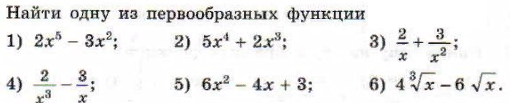 Найти одну из первообразных функции
1) 2x⁵ − 3x²; 2) 5x⁴ + 2x³; 3) 2/x + 3/x²;
4) 2/x³ − 3/x; 5) 6x² − 4x + 3; 6) 4∛x − 6√x.